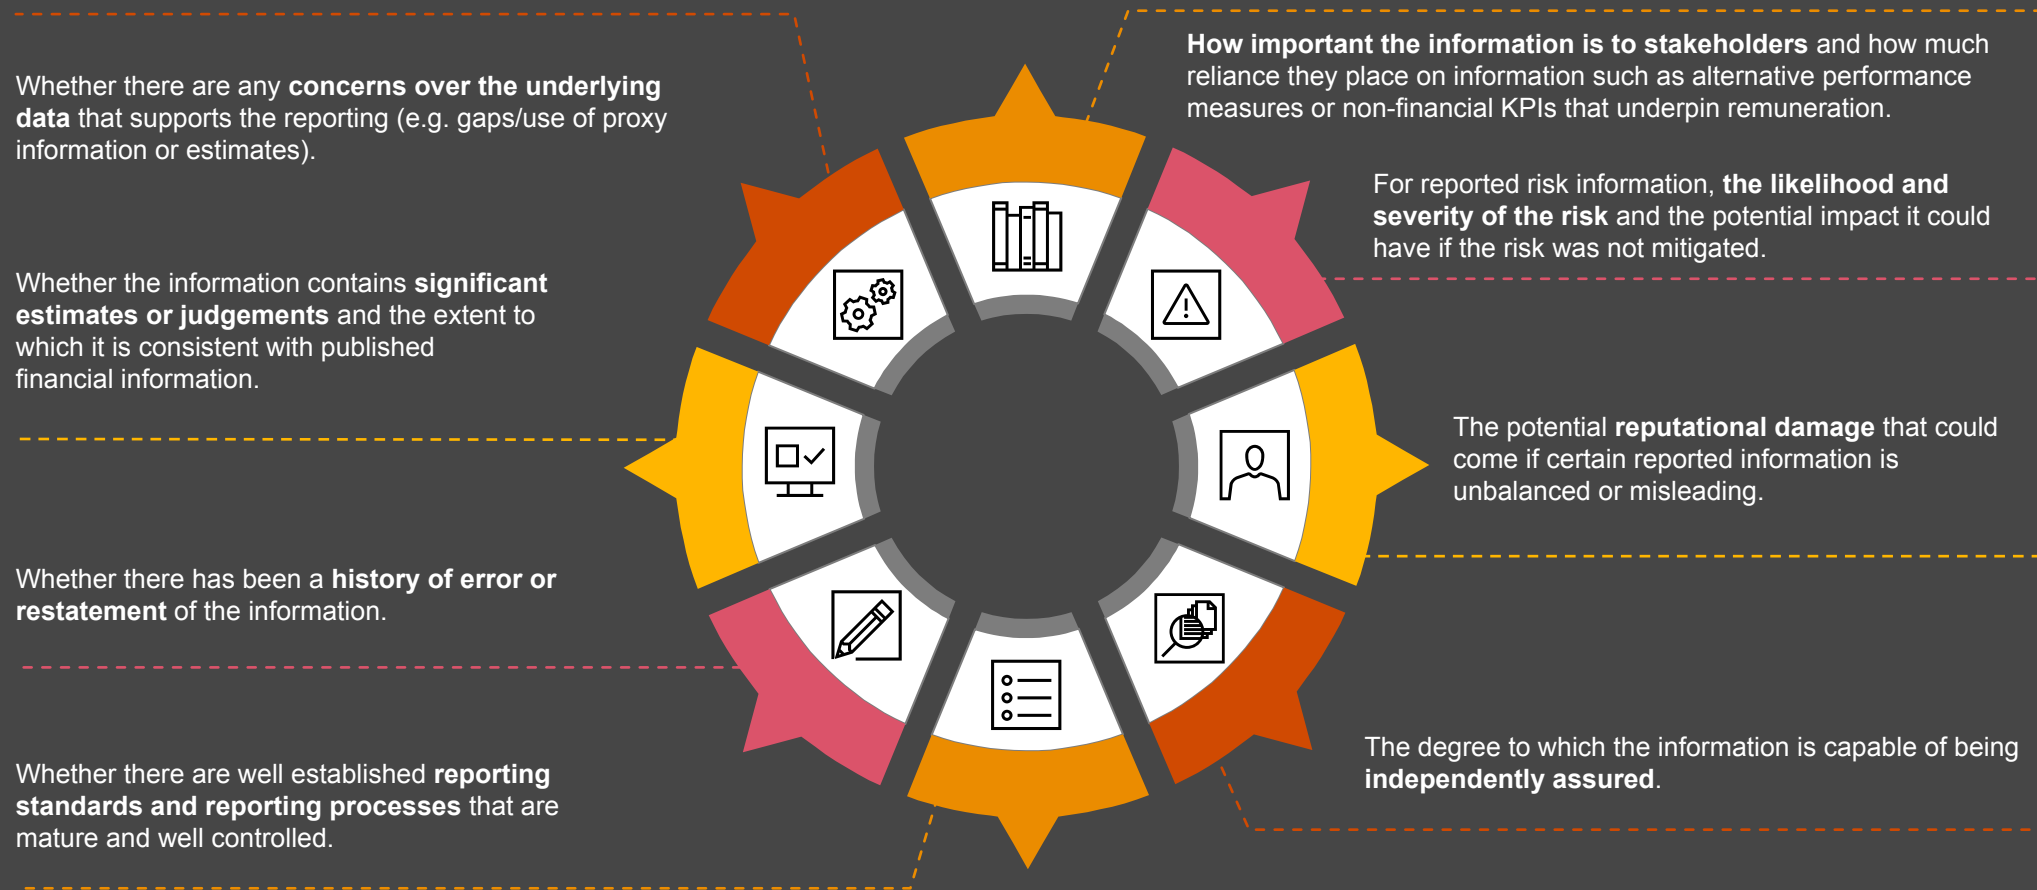 Whether there are any concerns over the underlying
data that supports the reporting (e.g. gaps/use of proxy
information or estimates).
Whether the information contains significant
estimates or judgements and the extent to
which it is consistent with published
financial information.
Whether there has been a history of error or
restatement of the information.
Whether there are well established reporting
standards and reporting processes that are
mature and well controlled.
How important the information is to stakeholders and how much
reliance they place on information such as alternative performance
measures or non-financial KPIs that underpin remuneration.
For reported risk information, the likelihood and
severity of the risk and the potential impact it could
have if the risk was not mitigated.
The potential reputational damage that could
come if certain reported information is
unbalanced or misleading.
The degree to which the information is capable of being
independently assured.